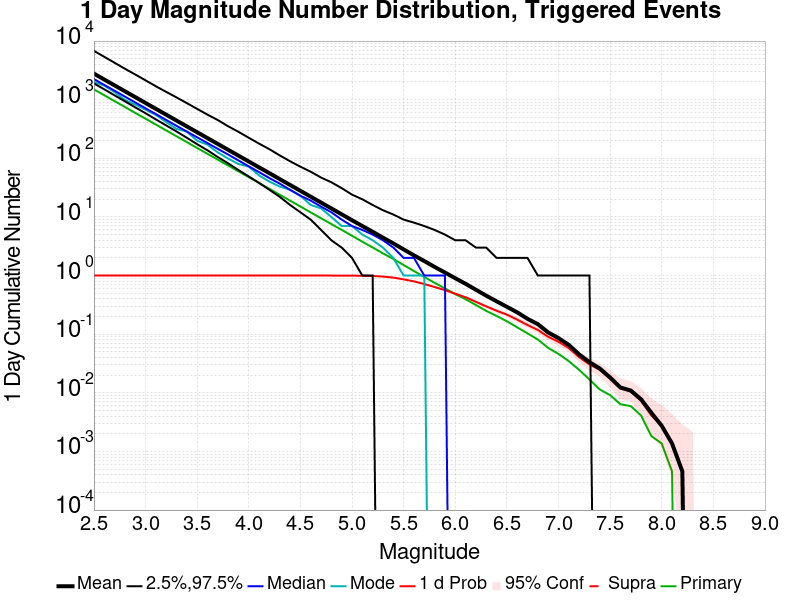 1 Day Magnitude Number Distribution, Triggered Events
1 Day Cumulative Number
10^4
10^3
10^2
10^1
10^0
10^-1
10^-2
10^-3
10^-4
2.5 3.0 3.5 4.0 4.5 5.0 5.5 6.0 6.5 7.0 7.5 8.0 8.5 9.0
Magnitude
Mean 2.5%,97.5% Median Mode 1 d Prob 95% Conf Supra Primary